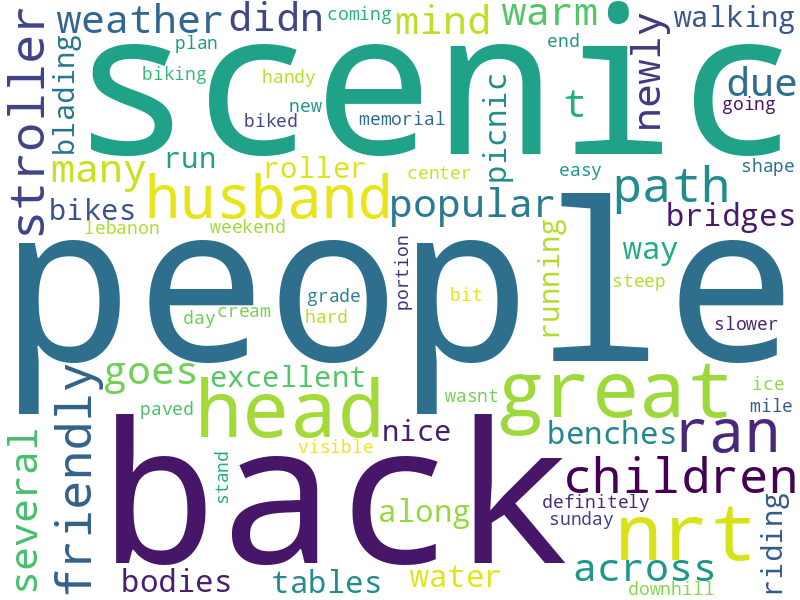 scenic
people
back
stroller
weather
didn
coming
mind
warm
walking
plan
blading
biking
handy
end
newly
due
new
t
going
biked
memorial
picnic
many
run
roller
center
easy
shape
husband
popular
path
bikes
bridges
lebanon
weekend
running
way
portion
steep
grade
bit
day
cream
hard
slower
goes
excellent
head
great
ice
wasnt
paved
mile
friendly
nice
benches
ran
visible
several
stand
children
definitely
along
sunday
nrt
riding
across
bodies
tables
water
downhill